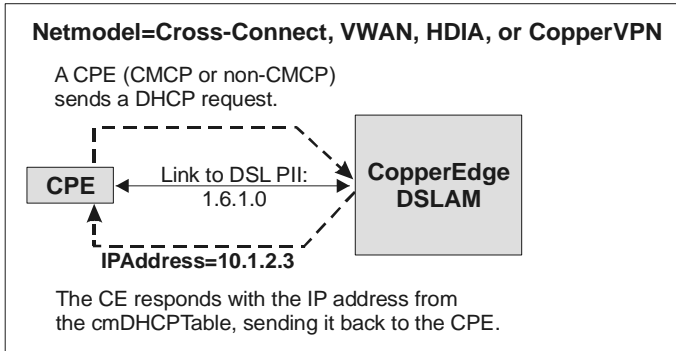 Netmodel=Cross-Connect, VWAN, HDIA, or CopperVPN
A CPE (CMCP or non-CMCP)
sends a DHCP request.
CPE
Link to DSL PII:
1.6.1.0
CopperEdge
DSLAM
IPAddress=10.1.2.3
The CE responds with the IP address from
the cmDHCPTable, sending it back to the CPE.